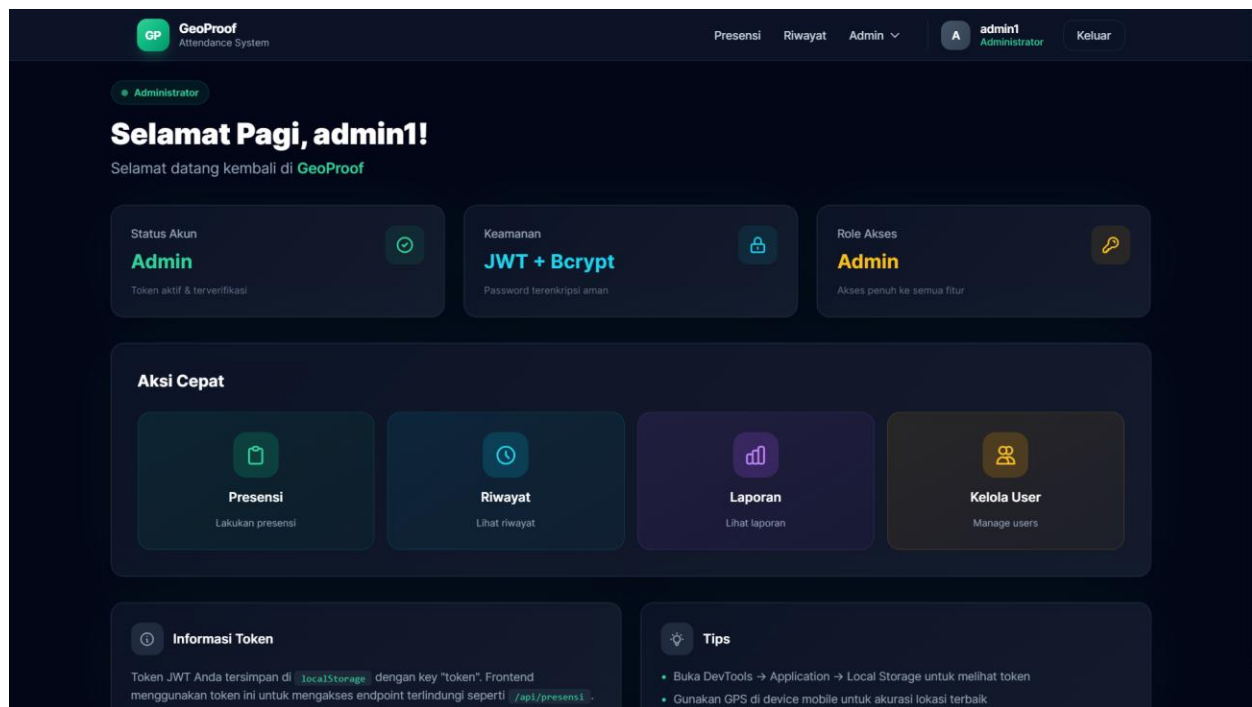 GP
GeoProof
Attendance System
Presensi
Riwayat
Admin
A
admin1
Administrator
Keluar
Administrator
Selamat Pagi, admin1!
Selamat datang kembali di GeoProof
Status Akun
Admin
Token aktif & terverifikasi
Keamanan
JWT + Bcrypt
Password terenkripsi aman
Role Akses
Admin
Akses penuh ke semua fitur
Aksi Cepat
Presensi
Lakukan presensi
Riwayat
Lihat riwayat
Laporan
Lihat laporan
Kelola User
Manage users
Informasi Token
Token JWT Anda tersimpan di localStorage dengan key "token". Frontend
menggunakan token ini untuk mengakses endpoint terlindungi seperti /api/presensi .
Tips
• Buka DevTools → Application → Local Storage untuk melihat token
• Gunakan GPS di device mobile untuk akurasi lokasi terbaik